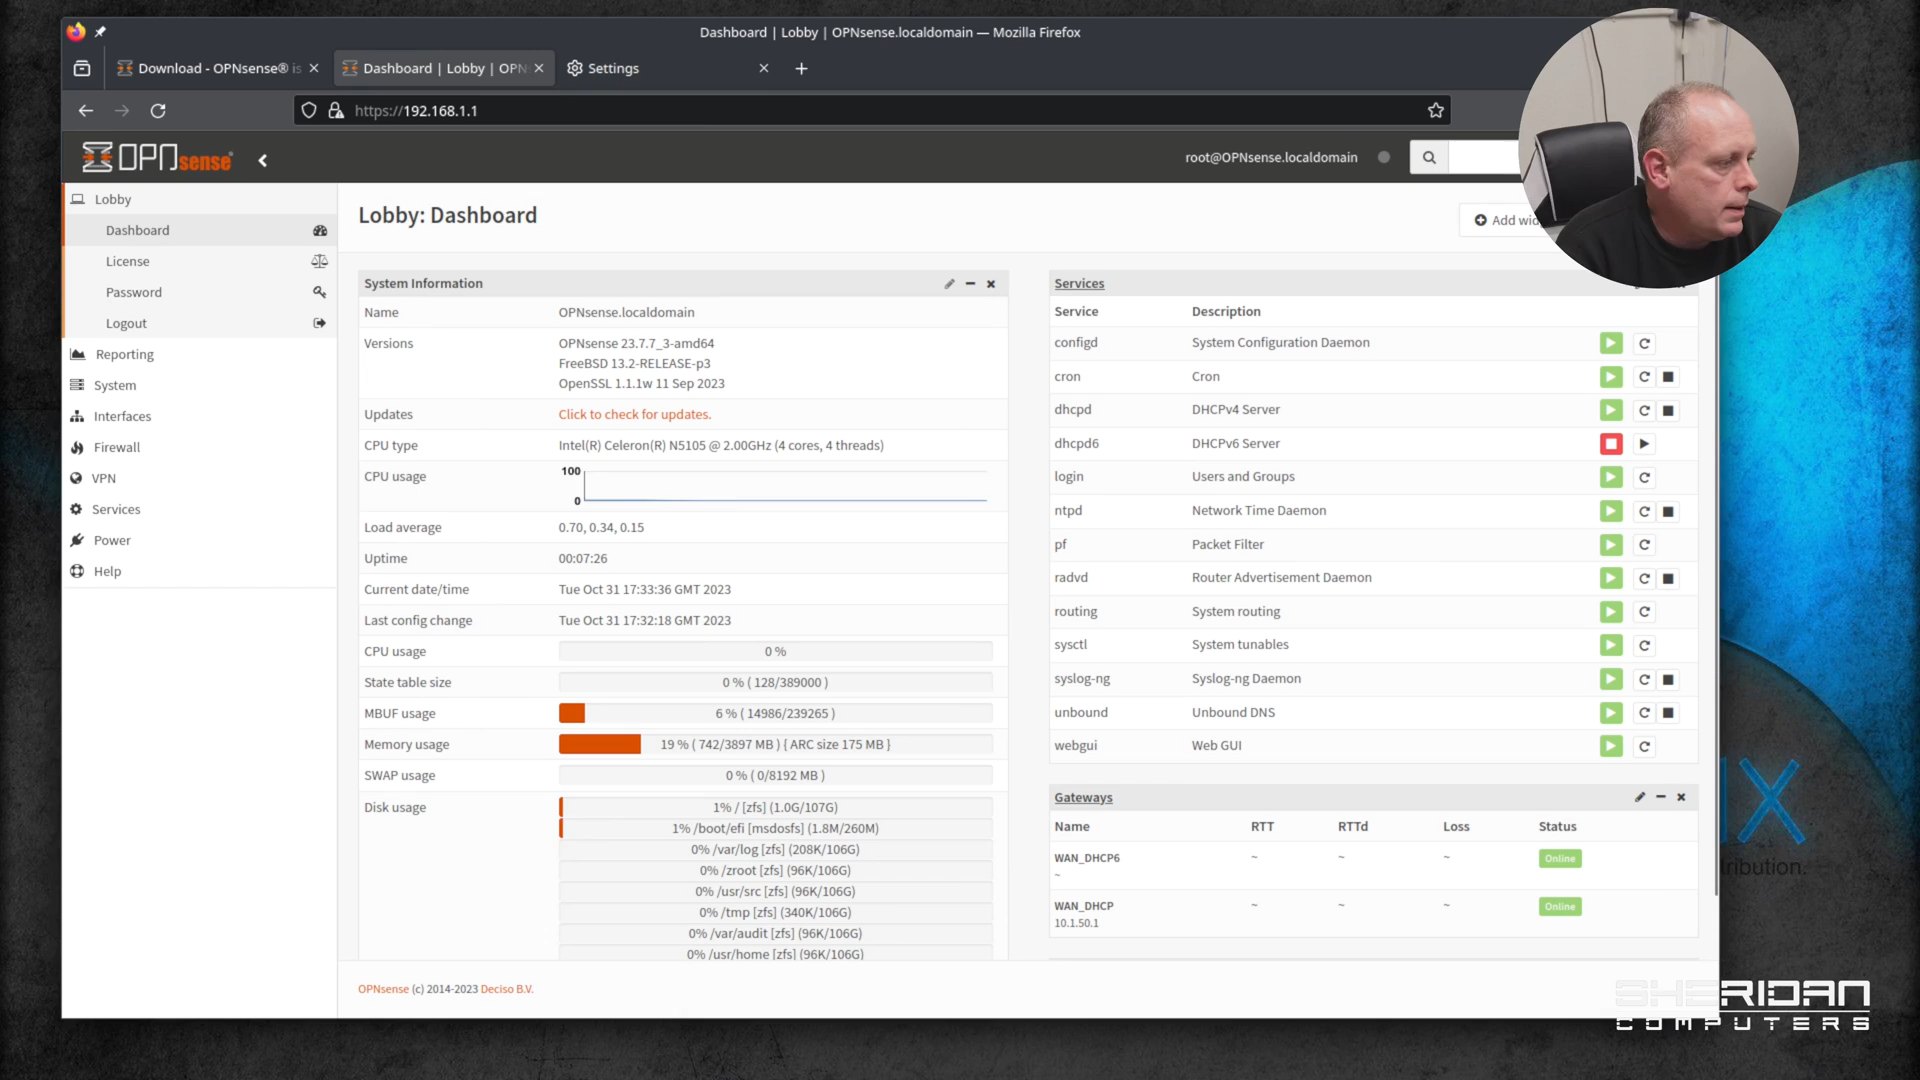 Dashboard | Lobby | OPNsense.localdomain — Mozilla Firefox
Download - OPNsense® is
Dashboard | Lobby | OPN
Settings
https://192.168.1.1
OPNsense
root@OPNsense.localdomain
Lobby
Dashboard
License
Password
Logout
Reporting
System
Interfaces
Firewall
VPN
Services
Power
Help
Lobby: Dashboard
Add wid
System Information
Name OPNsense.localdomain
Versions OPNsense 23.7.7_3-amd64
FreeBSD 13.2-RELEASE-p3
OpenSSL 1.1.1w 11 Sep 2023
Updates Click to check for updates.
CPU type Intel(R) Celeron(R) N5105 @ 2.00GHz (4 cores, 4 threads)
CPU usage 100
0
Load average 0.70, 0.34, 0.15
Uptime 00:07:26
Current date/time Tue Oct 31 17:33:36 GMT 2023
Last config change Tue Oct 31 17:32:18 GMT 2023
CPU usage 0 %
State table size 0 % ( 128/389000 )
MBUF usage 6 % ( 14986/239265 )
Memory usage 19 % ( 742/3897 MB ) { ARC size 175 MB }
SWAP usage 0 % ( 0/8192 MB )
Disk usage 1% / [zfs] (1.0G/107G)
1% /boot/efi [msdosfs] (1.8M/260M)
0% /var/log [zfs] (208K/106G)
0% /zroot [zfs] (96K/106G)
0% /usr/src [zfs] (96K/106G)
0% /tmp [zfs] (340K/106G)
0% /var/audit [zfs] (96K/106G)
0% /usr/home [zfs] (96K/106G)
Services
Service Description
configd System Configuration Daemon
cron Cron
dhcpd DHCPv4 Server
dhcpd6 DHCPv6 Server
login Users and Groups
ntpd Network Time Daemon
pf Packet Filter
radvd Router Advertisement Daemon
routing System routing
sysctl System tunables
syslog-ng Syslog-ng Daemon
unbound Unbound DNS
webgui Web GUI
Gateways
Name RTT RTTd Loss Status
WAN_DHCP6 ~ ~ ~ Online
~
WAN_DHCP ~ ~ ~ Online
10.1.50.1
OPNsense (c) 2014-2023 Deciso B.V.
IX
tribution.
SHERIDAN
COMPUTERS